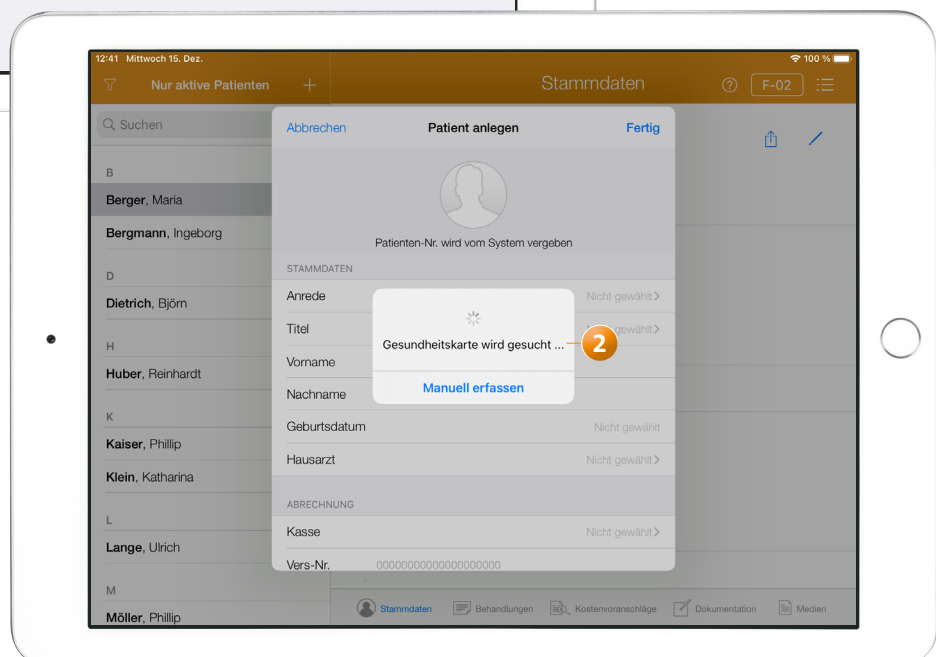 12:41 Mittwoch 15. Dez.
100 %
Nur aktive Patienten
Stammdaten
F-02
Suchen
B
Berger, Maria
Bergmann, Ingeborg
D
Dietrich, Björn
H
Huber, Reinhardt
K
Kaiser, Phillip
Klein, Katharina
L
Lange, Ulrich
M
Möller, Phillip
Abbrechen
Patient anlegen
Fertig
Patienten-Nr. wird vom System vergeben
STAMMDATEN
Anrede Nicht gewählt
Titel gewählt
Vorname
Nachname
Geburtsdatum Nicht gewählt
Hausarzt Nicht gewählt
ABRECHNUNG
Kasse Nicht gewählt
Vers-Nr. 00000000000000000000
Gesundheitskarte wird gesucht ...
2
Manuell erfassen
Stammdaten
Behandlungen
Kostenvoranschläge
Dokumentation
Medien